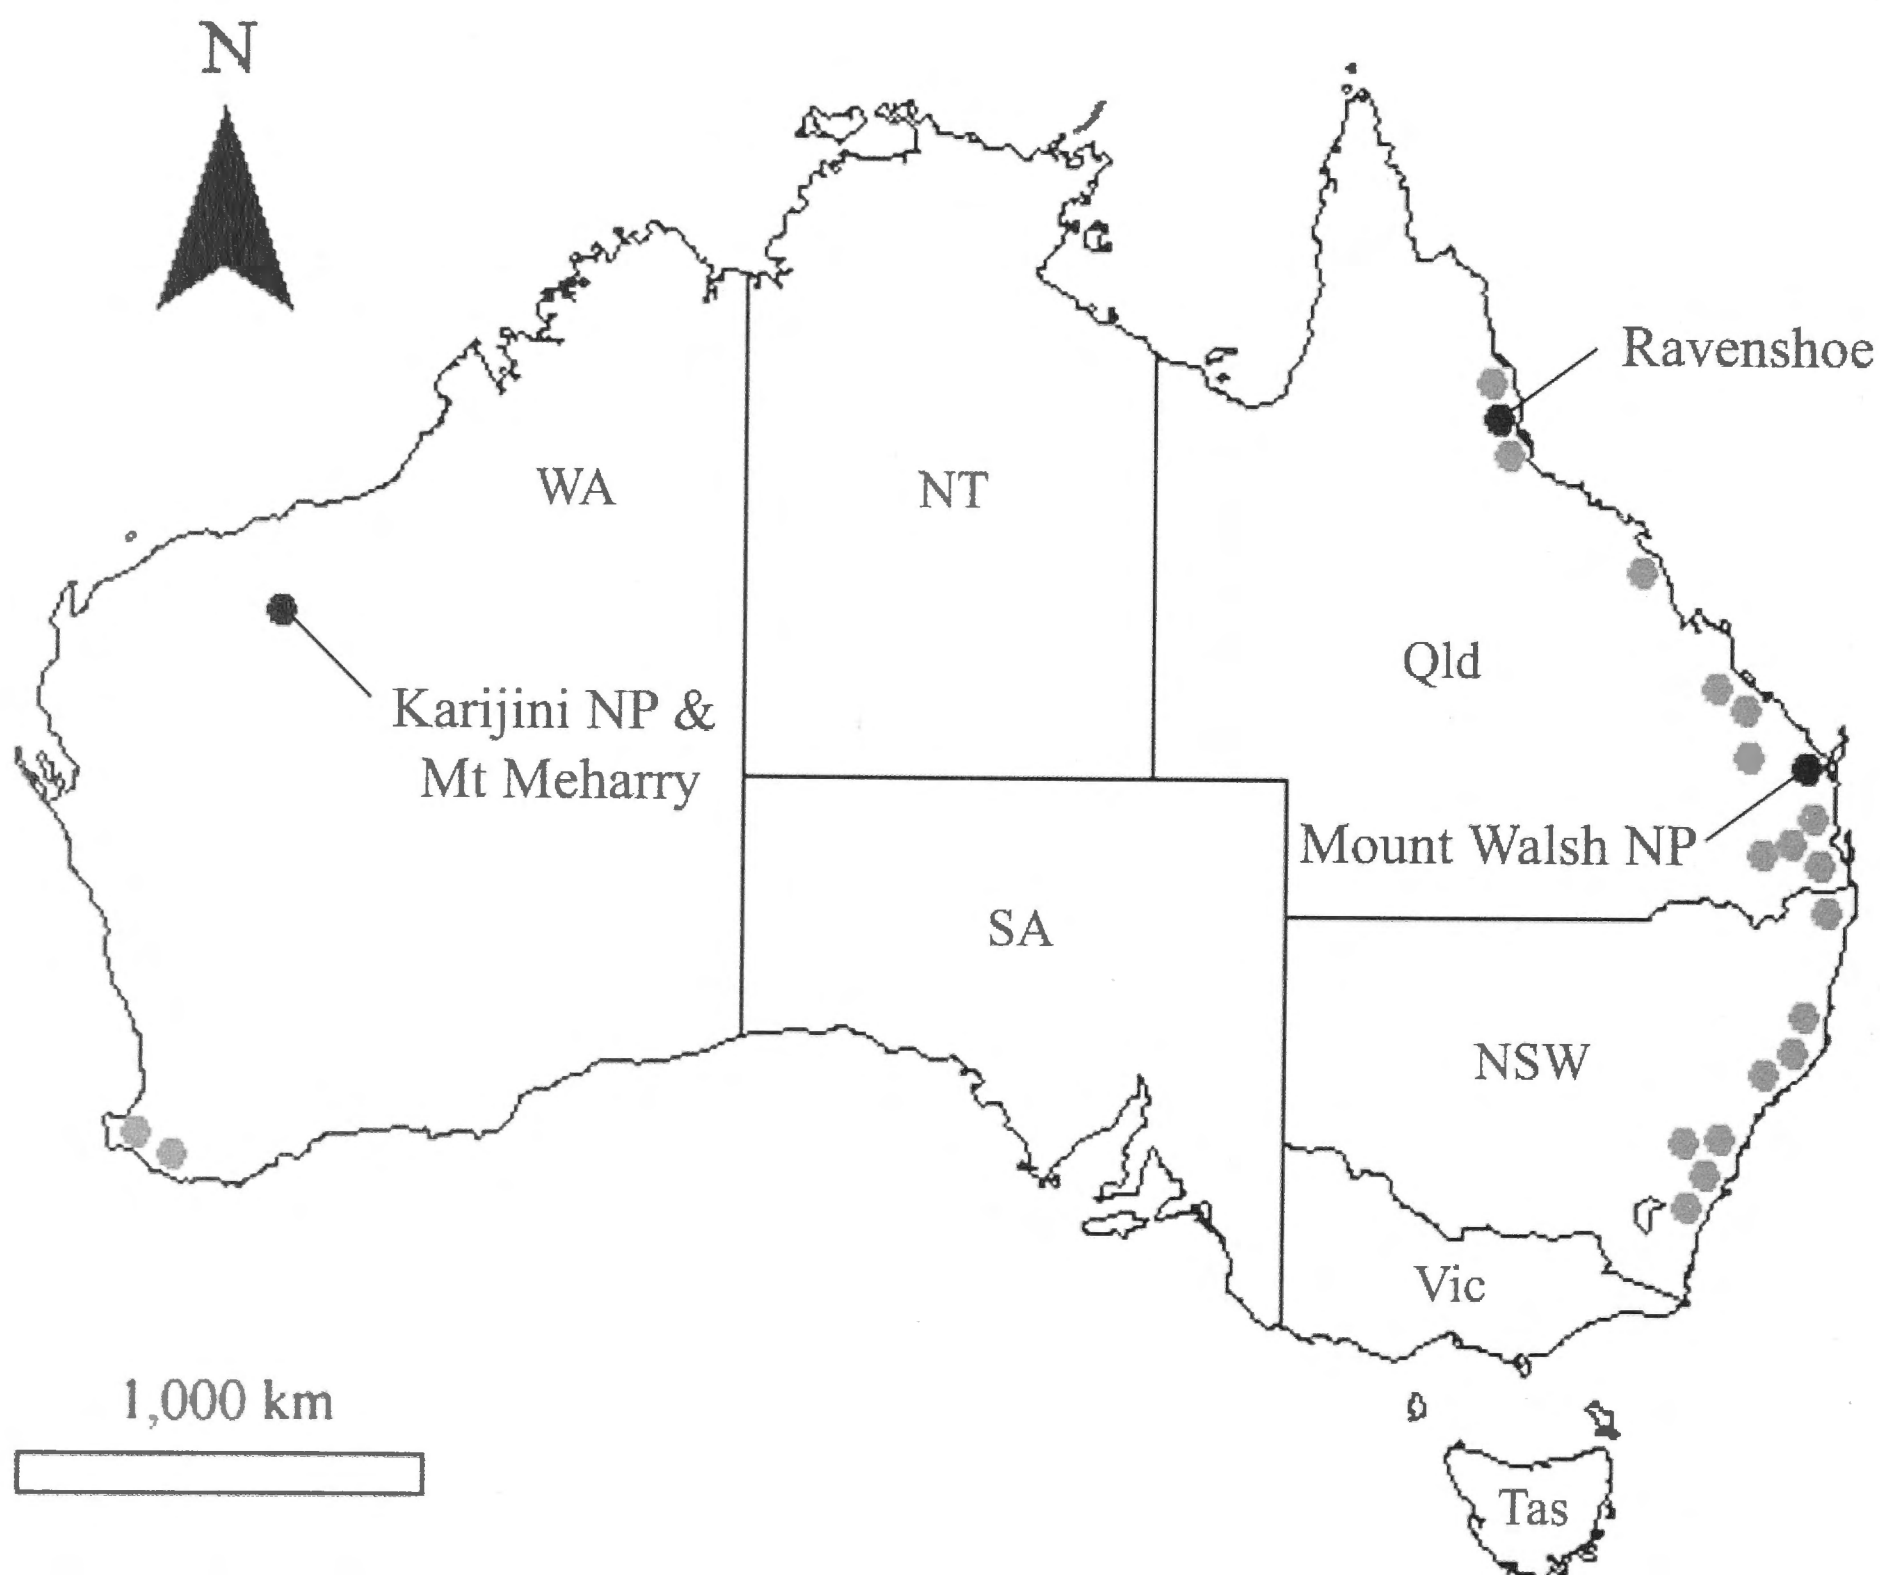 N
Ravenshoe
WA
NT
Qld
Karijini NP &
Mt Meharry
Mount Walsh NP
SA
NSW
Vic
1,000 km
Tas